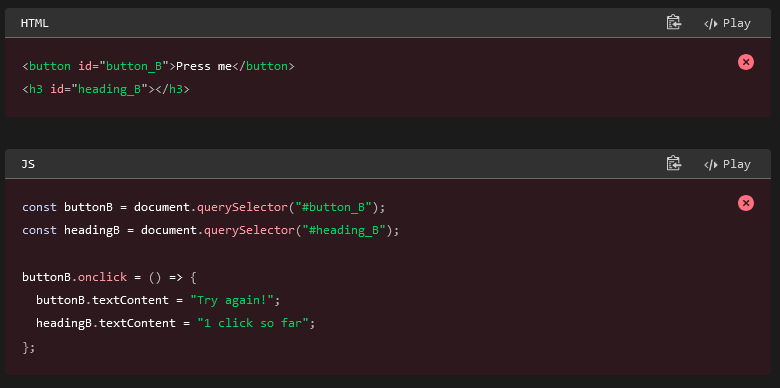 HTML
</> Play
<button id="button_B">Press me</button>
<h3 id="heading_B"></h3>
JS
</> Play
const buttonB = document.querySelector("#button_B");
const headingB = document.querySelector("#heading_B");
buttonB.onclick = () => {
  buttonB.textContent = "Try again!";
  headingB.textContent = "1 click so far";
};